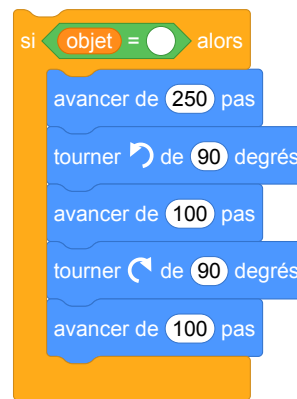 si objet = alors
avancer de 250 pas
tourner de 90 degrés
avancer de 100 pas
tourner de 90 degrés
avancer de 100 pas